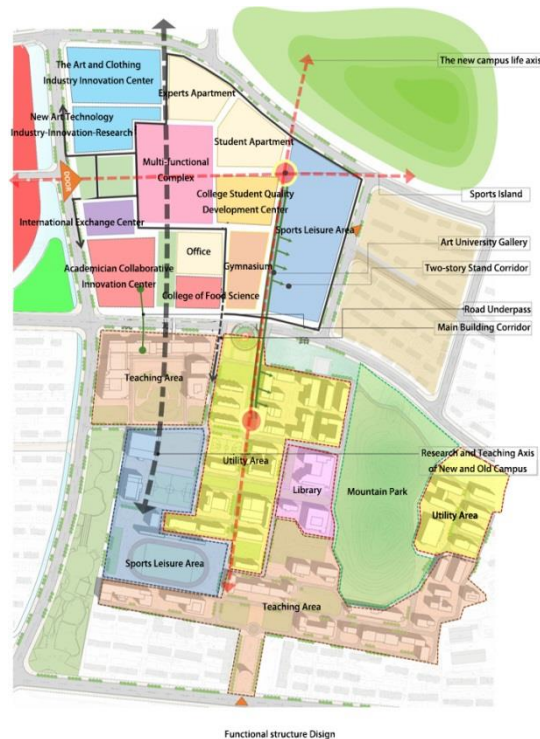 The Art and Clothing
Industry Innovation Center
Experts Apartment
The new campus life axis
New Art Technology
Industry-Innovation-Research
Student Apartment
Multi-functional
Complex
DOOR
College Student Quality
Development Center
Sports Island
International Exchange Center
Sports Leisure Area
Art University Gallery
Office
Gymnasium
Academician Collaborative
Innovation Center
Two-story Stand Corridor
College of Food Science
Road Underpass
Main Building Corridor
Teaching Area
Utility Area
Research and Teaching Axis
of New and Old Campus
Library
Mountain Park
Utility Area
Sports Leisure Area
Teaching Area
Functional structure Disign